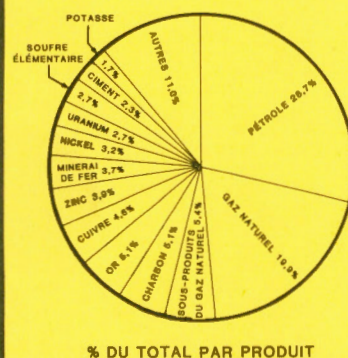 POTASSE
SOUFRE
ÉLÉMENTAIRE
1,7%
AUTRES 11,0%
CIMENT 2,3%
2,7%
URANIUM 2,7%
NICKEL 3,2%
MINERAI
DE FER 3,7%
ZINC 3,9%
CUIVRE 4,6%
OR 5,1%
CHARBON 5,1%
SOUS-PRODUITS 5,4%
DU GAZ NATUREL
GAZ NATUREL 19,9%
PÉTROLE 28,7%
% DU TOTAL PAR PRODUIT